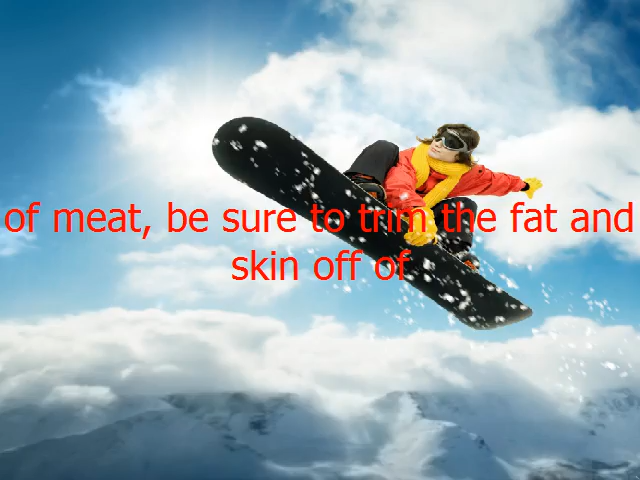 of meat, be sure to trim the fat and
skin off of